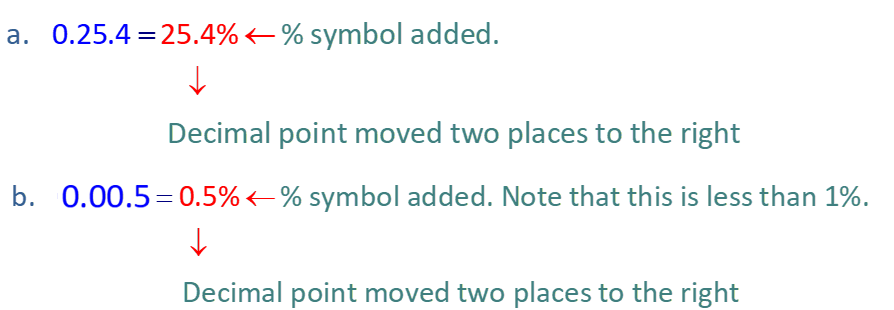 a. 0.25.4 = 25.4% ← % symbol added.
↓
Decimal point moved two places to the right
b. 0.00.5 = 0.5% ← % symbol added. Note that this is less than 1%.
↓
Decimal point moved two places to the right